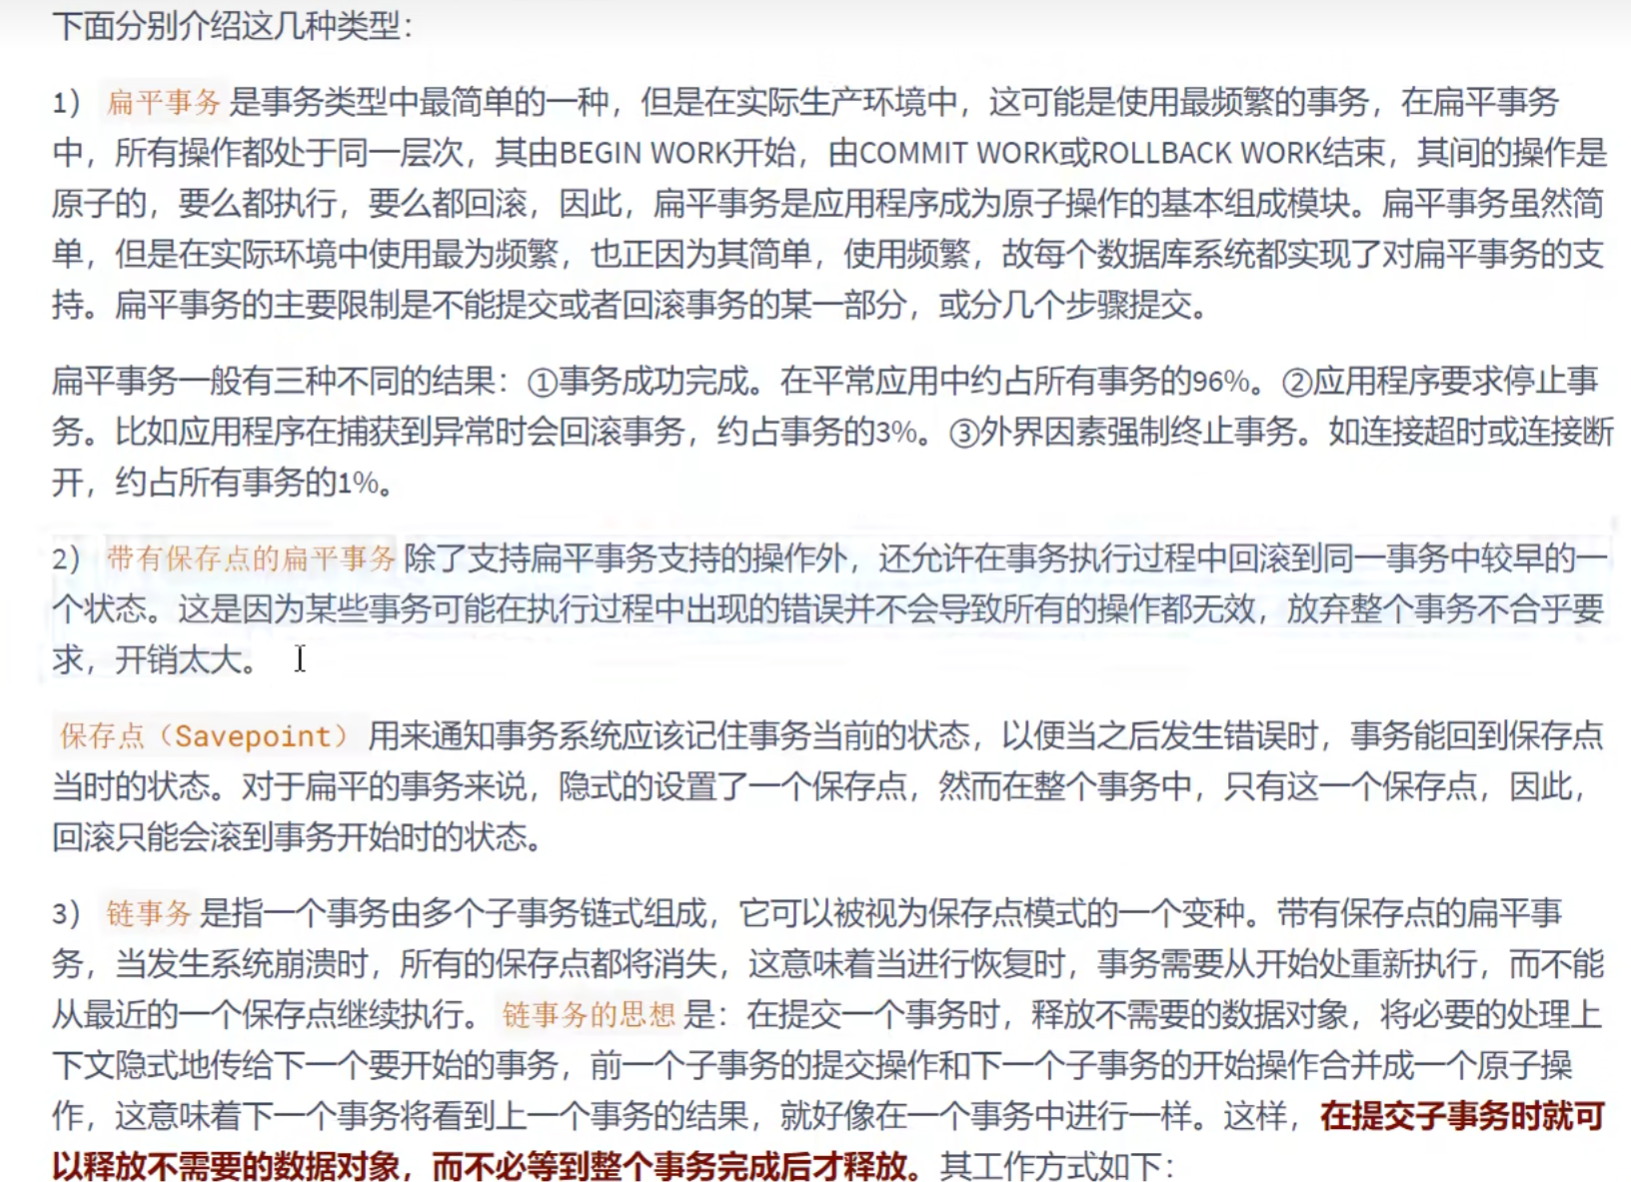 下面分别介绍这几种类型：
1） 扁平事务 是事务类型中最简单的一种，但是在实际生产环境中，这可能是使用最频繁的事务，在扁平事务
中，所有操作都处于同一层次，其由BEGIN WORK开始，由COMMIT WORK或ROLLBACK WORK结束，其间的操作是
原子的，要么都执行，要么都回滚，因此，扁平事务是应用程序成为原子操作的基本组成模块。扁平事务虽然简
单，但是在实际环境中使用最为频繁，也正因为其简单，使用频繁，故每个数据库系统都实现了对扁平事务的支
持。扁平事务的主要限制是不能提交或者回滚事务的某一部分，或分几个步骤提交。
扁平事务一般有三种不同的结果：①事务成功完成。在平常应用中约占所有事务的96%。②应用程序要求停止事
务。比如应用程序在捕获到异常时会回滚事务，约占事务的3%。③外界因素强制终止事务。如连接超时或连接断
开，约占所有事务的1%。
2） 带有保存点的扁平事务 除了支持扁平事务支持的操作外，还允许在事务执行过程中回滚到同一事务中较早的一
个状态。这是因为某些事务可能在执行过程中出现的错误并不会导致所有的操作都无效，放弃整个事务不合乎要
求，开销太大。
保存点（Savepoint） 用来通知事务系统应该记住事务当前的状态，以便当之后发生错误时，事务能回到保存点
当时的状态。对于扁平的事务来说，隐式的设置了一个保存点，然而在整个事务中，只有这一个保存点，因此，
回滚只能会滚到事务开始时的状态。
3） 链事务 是指一个事务由多个子事务链式组成，它可以被视为保存点模式的一个变种。带有保存点的扁平事
务，当发生系统崩溃时，所有的保存点都将消失，这意味着当进行恢复时，事务需要从开始处重新执行，而不能
从最近的一个保存点继续执行。 链事务的思想 是：在提交一个事务时，释放不需要的数据对象，将必要的处理上
下文隐式地传给下一个要开始的事务，前一个子事务的提交操作和下一个子事务的开始操作合并成一个原子操
作，这意味着下一个事务将看到上一个事务的结果，就好像在一个事务中进行一样。这样，在提交子事务时就可
以释放不需要的数据对象，而不必等到整个事务完成后才释放。其工作方式如下：